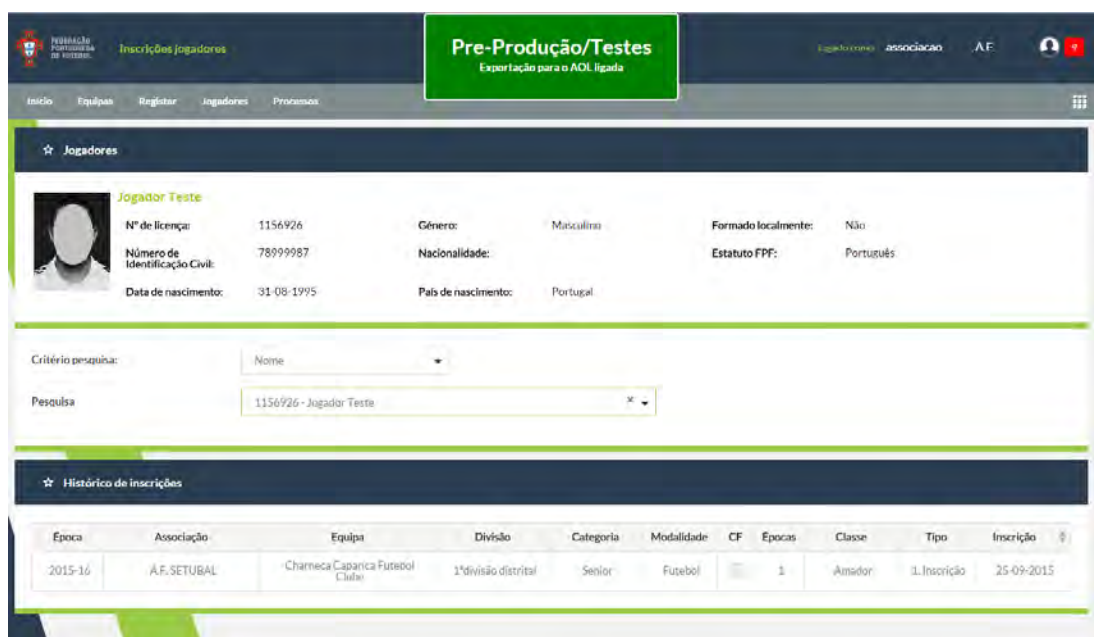 FEDERAÇÃO
PORTUGUESA
DE FUTEBOL
Inscrições jogadores
Pre-Produção/Testes
Exportação para o AOL ligada
associacao
A.F.
Início Equipas Registar Jogadores Processos
Jogadores
Jogador Teste
Nº de licença: 1156926 Género: Masculino Formado localmente: Não
Número de Identificação Civil: 78999987 Nacionalidade: Estatuto FPF: Português
Data de nascimento: 31-08-1995 País de nascimento: Portugal
Critério pesquisa: Nome
Pesquisa 1156926 - Jogador Teste ×
Histórico de inscrições
Época Associação Equipa Divisão Categoria Modalidade CF Épocas Classe Tipo Inscrição
2015-16 A.F. SETUBAL Charneca Caparica Futebol Clube 1ªdivisão distrital Senior Futebol 1 Amador 1. Inscrição 25-09-2015